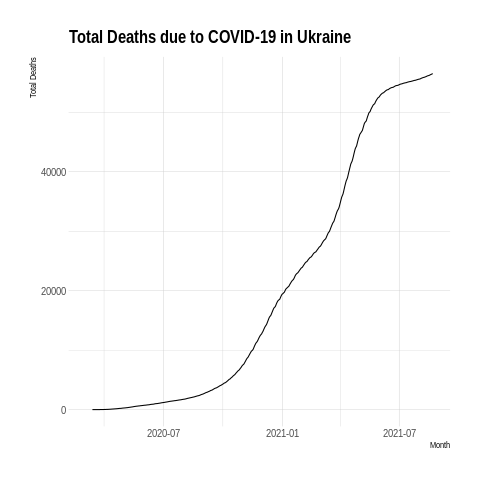 Total Deaths due to COVID-19 in Ukraine
Total Deaths
40000
20000
0
2020-07
2021-01
2021-07
Month